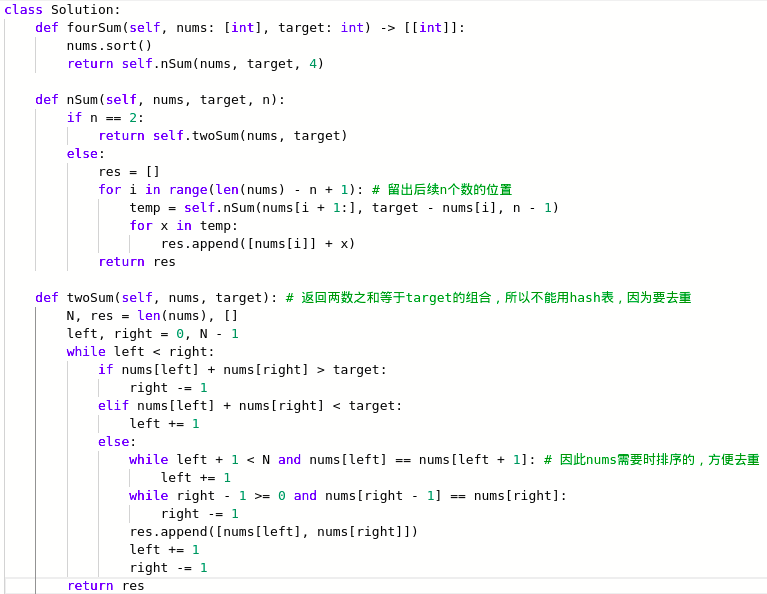 class Solution:
    def fourSum(self, nums: [int], target: int) -> [[int]]:
        nums.sort()
        return self.nSum(nums, target, 4)

    def nSum(self, nums, target, n):
        if n == 2:
            return self.twoSum(nums, target)
        else:
            res = []
            for i in range(len(nums) - n + 1): # 留出后续n个数的位置
                temp = self.nSum(nums[i + 1:], target - nums[i], n - 1)
                for x in temp:
                    res.append([nums[i]] + x)
            return res

    def twoSum(self, nums, target): # 返回两数之和等于target的组合，所以不能用hash表，因为要去重
        N, res = len(nums), []
        left, right = 0, N - 1
        while left < right:
            if nums[left] + nums[right] > target:
                right -= 1
            elif nums[left] + nums[right] < target:
                left += 1
            else:
                while left + 1 < N and nums[left] == nums[left + 1]: # 因此nums需要时排序的，方便去重
                    left += 1
                while right - 1 >= 0 and nums[right - 1] == nums[right]:
                    right -= 1
                res.append([nums[left], nums[right]])
                left += 1
                right -= 1
        return res